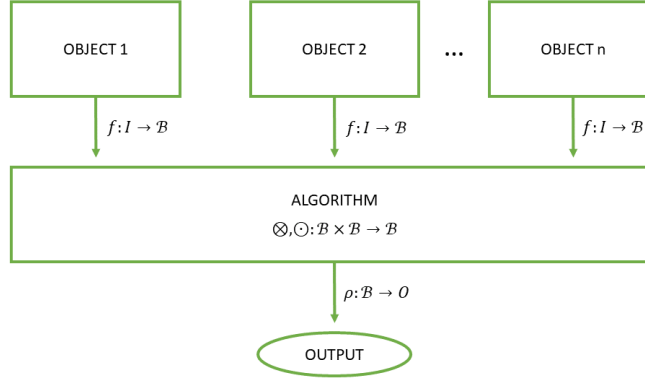 OBJECT 1
OBJECT 2
...
OBJECT n
f: I → ℬ
f: I → ℬ
f: I → ℬ
ALGORITHM
⊗,⊙: ℬ × ℬ → ℬ
ρ: ℬ → O
OUTPUT